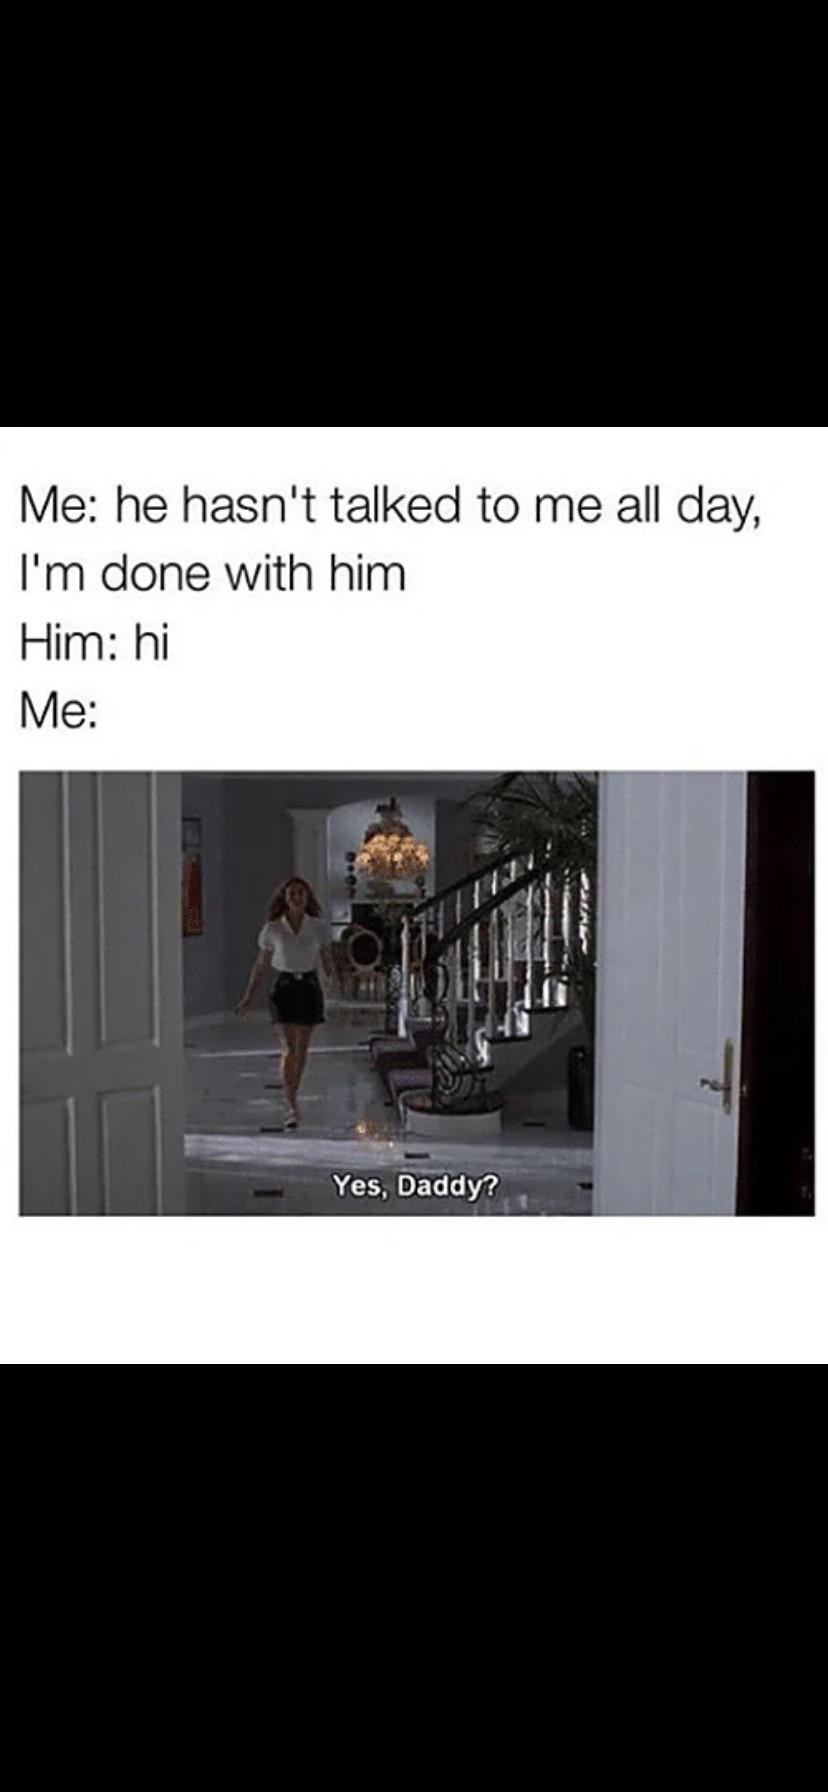 Me: he hasn't talked to me all day,
I'm done with him
Him: hi
Me:
Yes, Daddy?